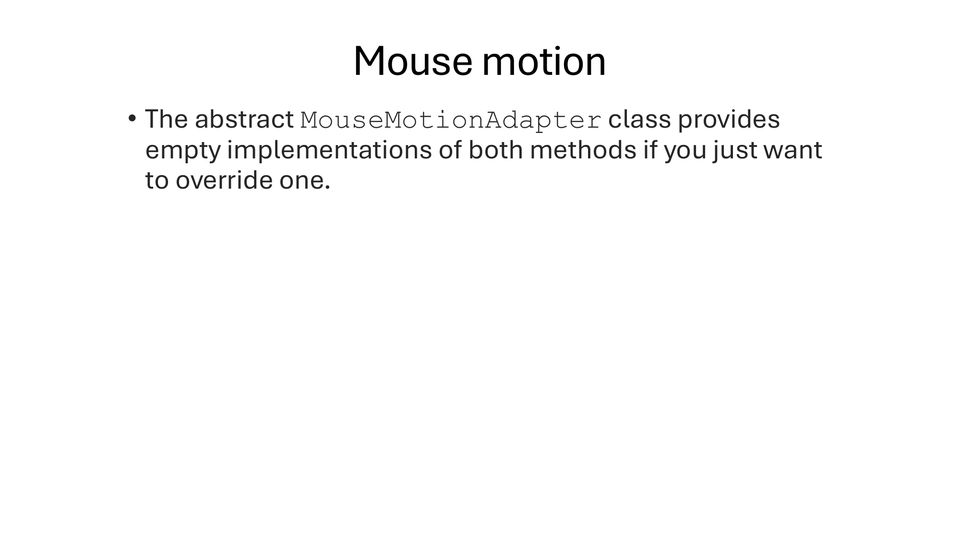 Mouse motion
• The abstract MouseMotionAdapter class provides
empty implementations of both methods if you just want
to override one.